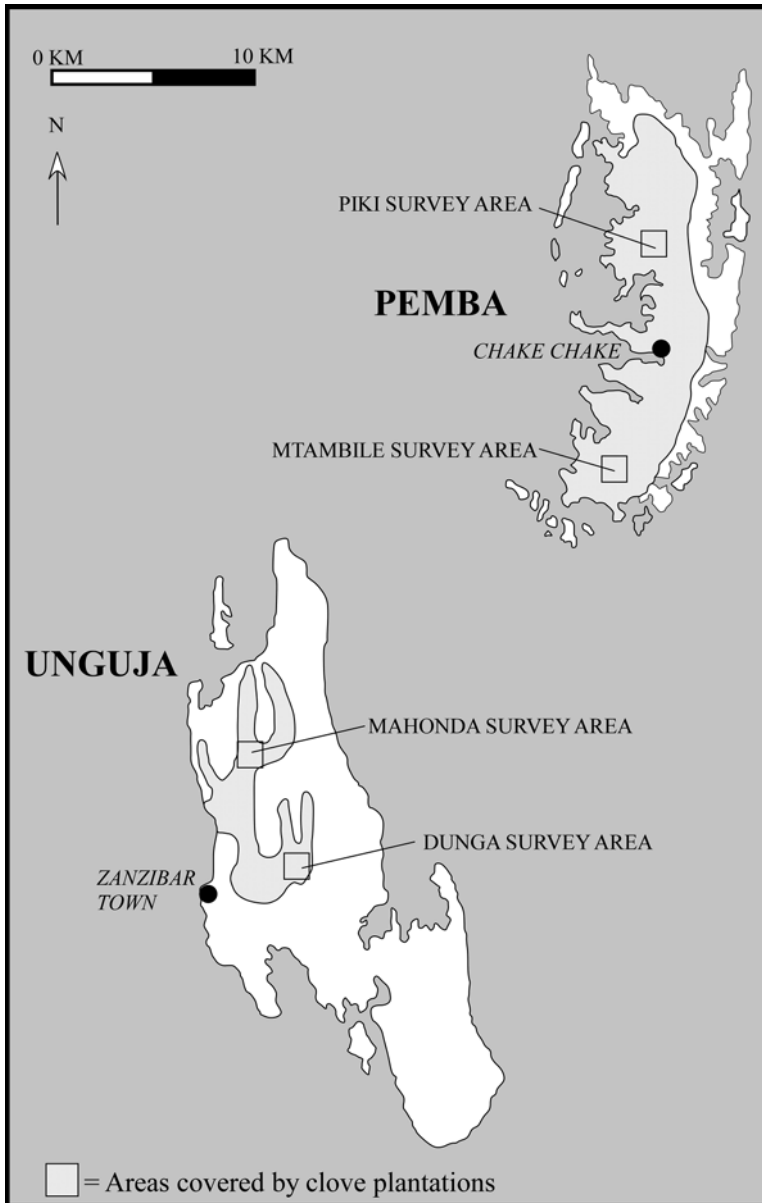 0 KM 10 KM
N
PIKI SURVEY AREA
PEMBA
CHAKE CHAKE
MTAMBILE SURVEY AREA
UNGUJA
MAHONDA SURVEY AREA
DUNGA SURVEY AREA
ZANZIBAR
TOWN
= Areas covered by clove plantations